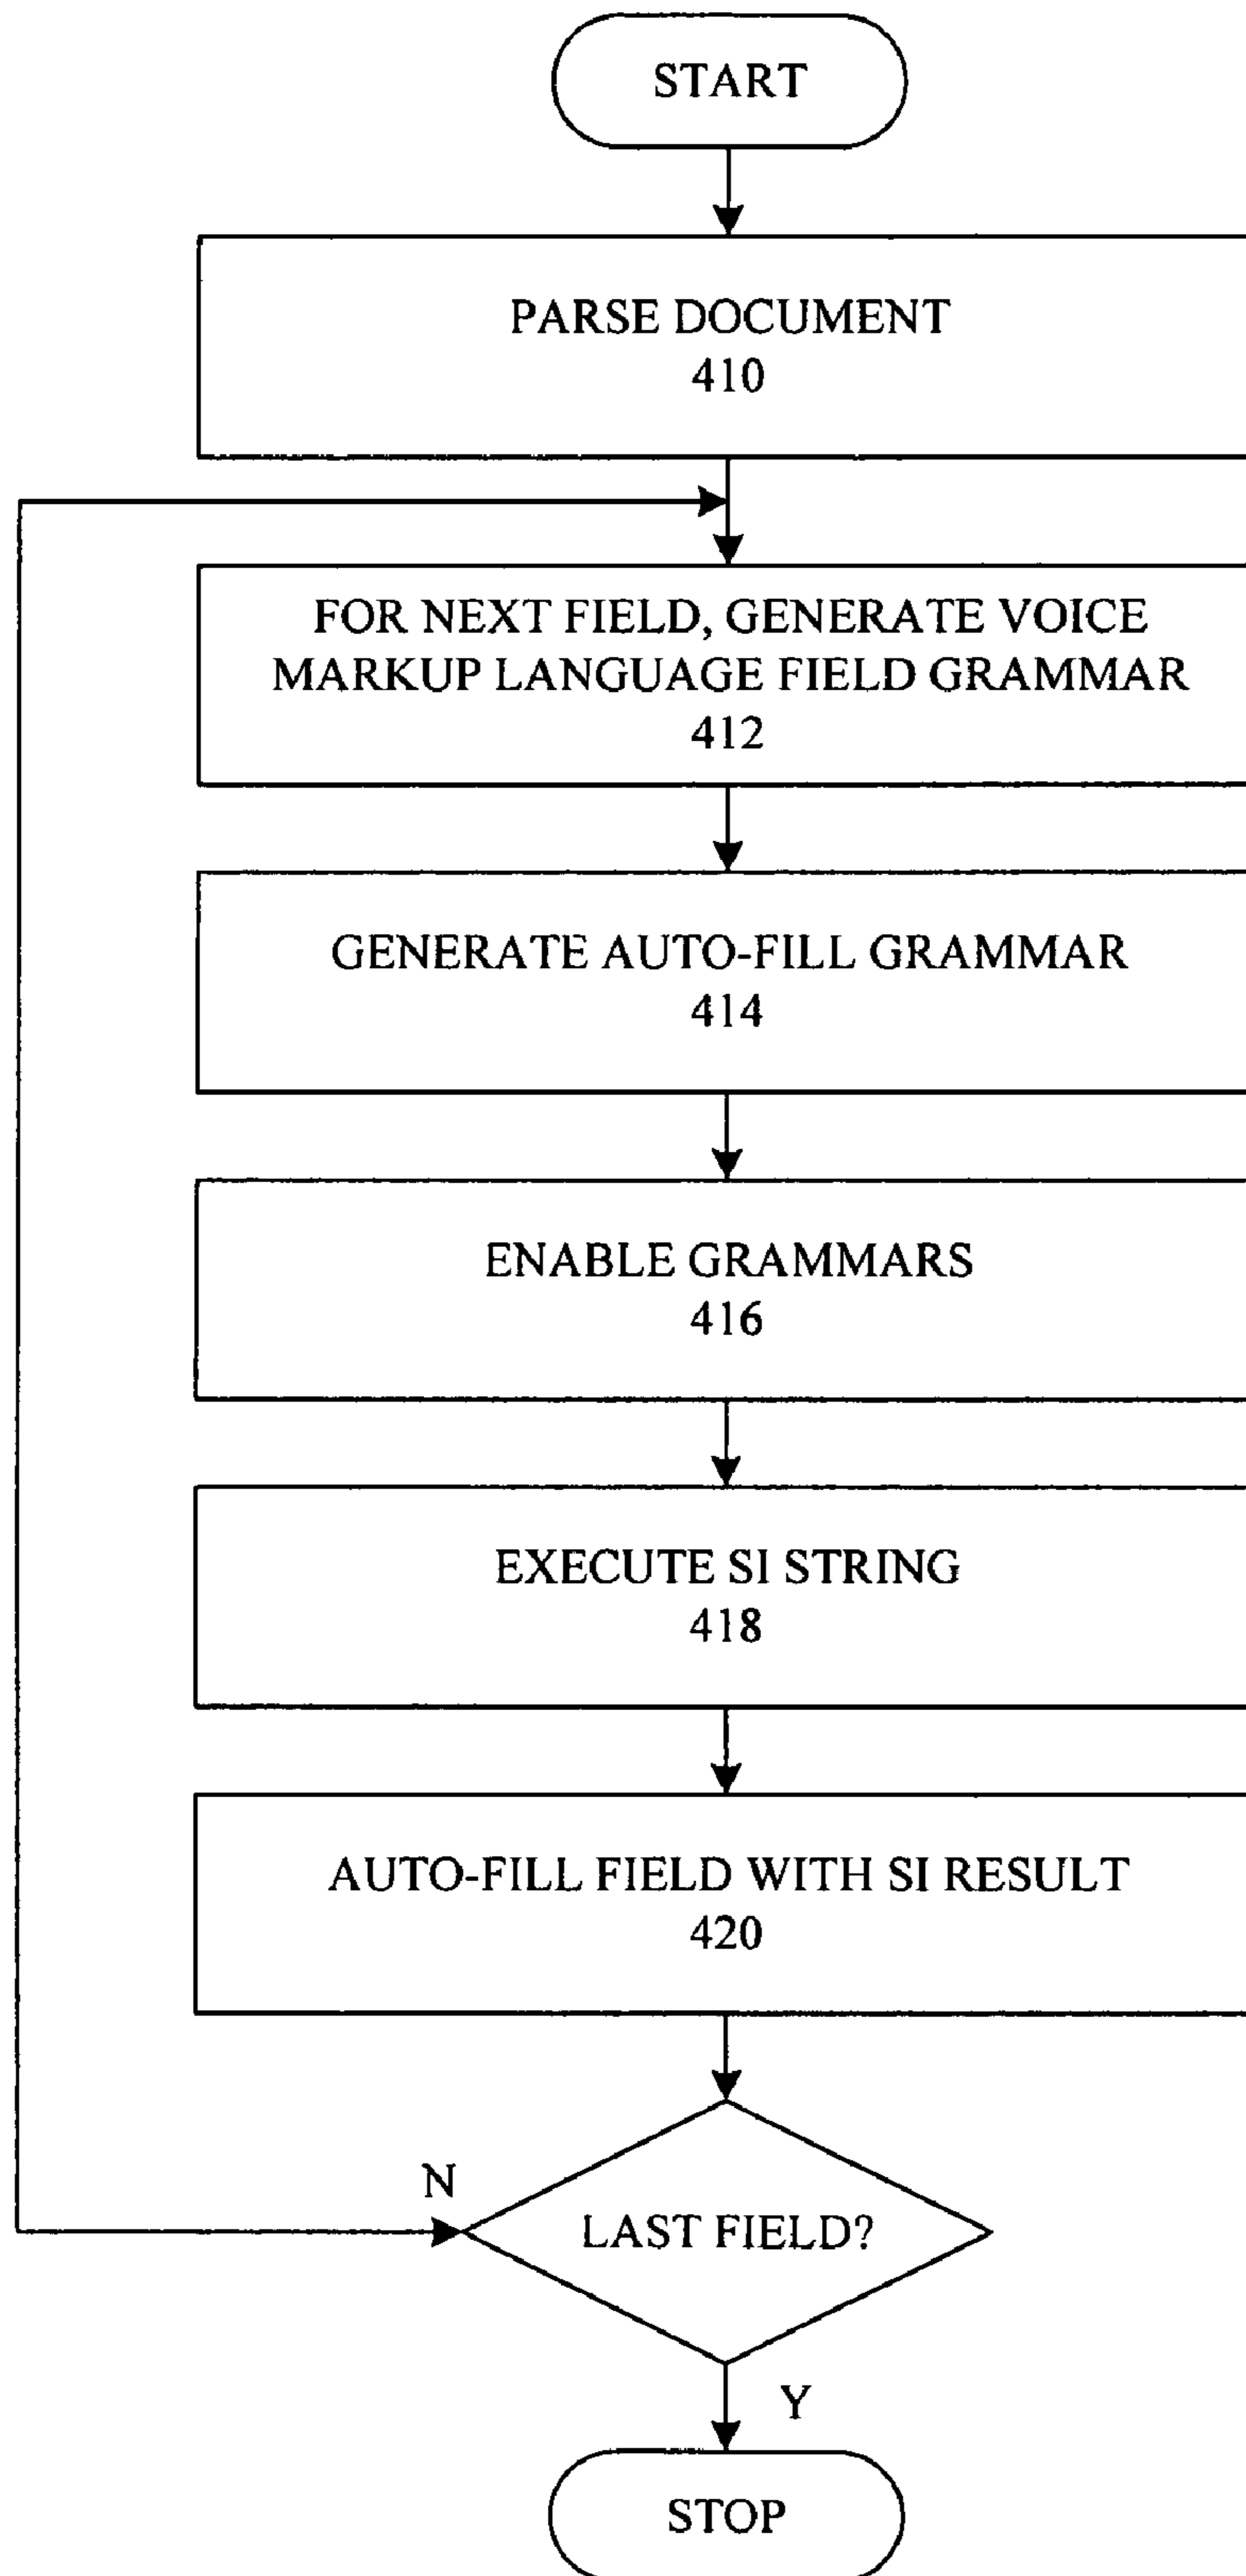 START
PARSE DOCUMENT
410
FOR NEXT FIELD, GENERATE VOICE
MARKUP LANGUAGE FIELD GRAMMAR
412
GENERATE AUTO-FILL GRAMMAR
414
ENABLE GRAMMARS
416
EXECUTE SI STRING
418
AUTO-FILL FIELD WITH SI RESULT
420
N
LAST FIELD?
Y
STOP